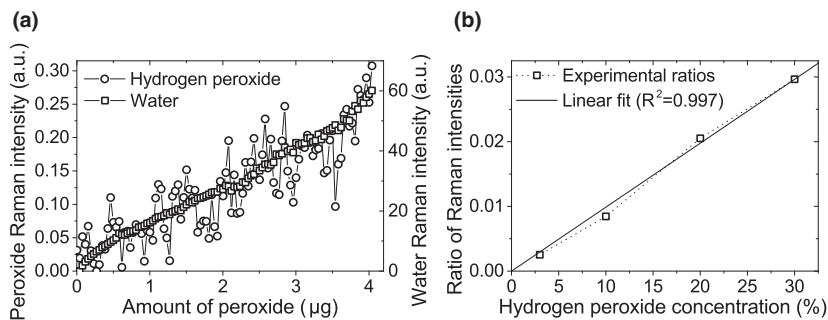 (a)
Peroxide Raman intensity (a.u.)
0.30
0.25
0.20
0.15
0.10
0.05
0.00
Hydrogen peroxide
Water
60
40
20
0
Water Raman intensity (a.u.)
0 1 2 3 4
Amount of peroxide (µg)
(b)
Ratio of Raman intensities
0.03
0.02
0.01
0.00
Experimental ratios
Linear fit (R²=0.997)
0 5 10 15 20 25 30
Hydrogen peroxide concentration (%)